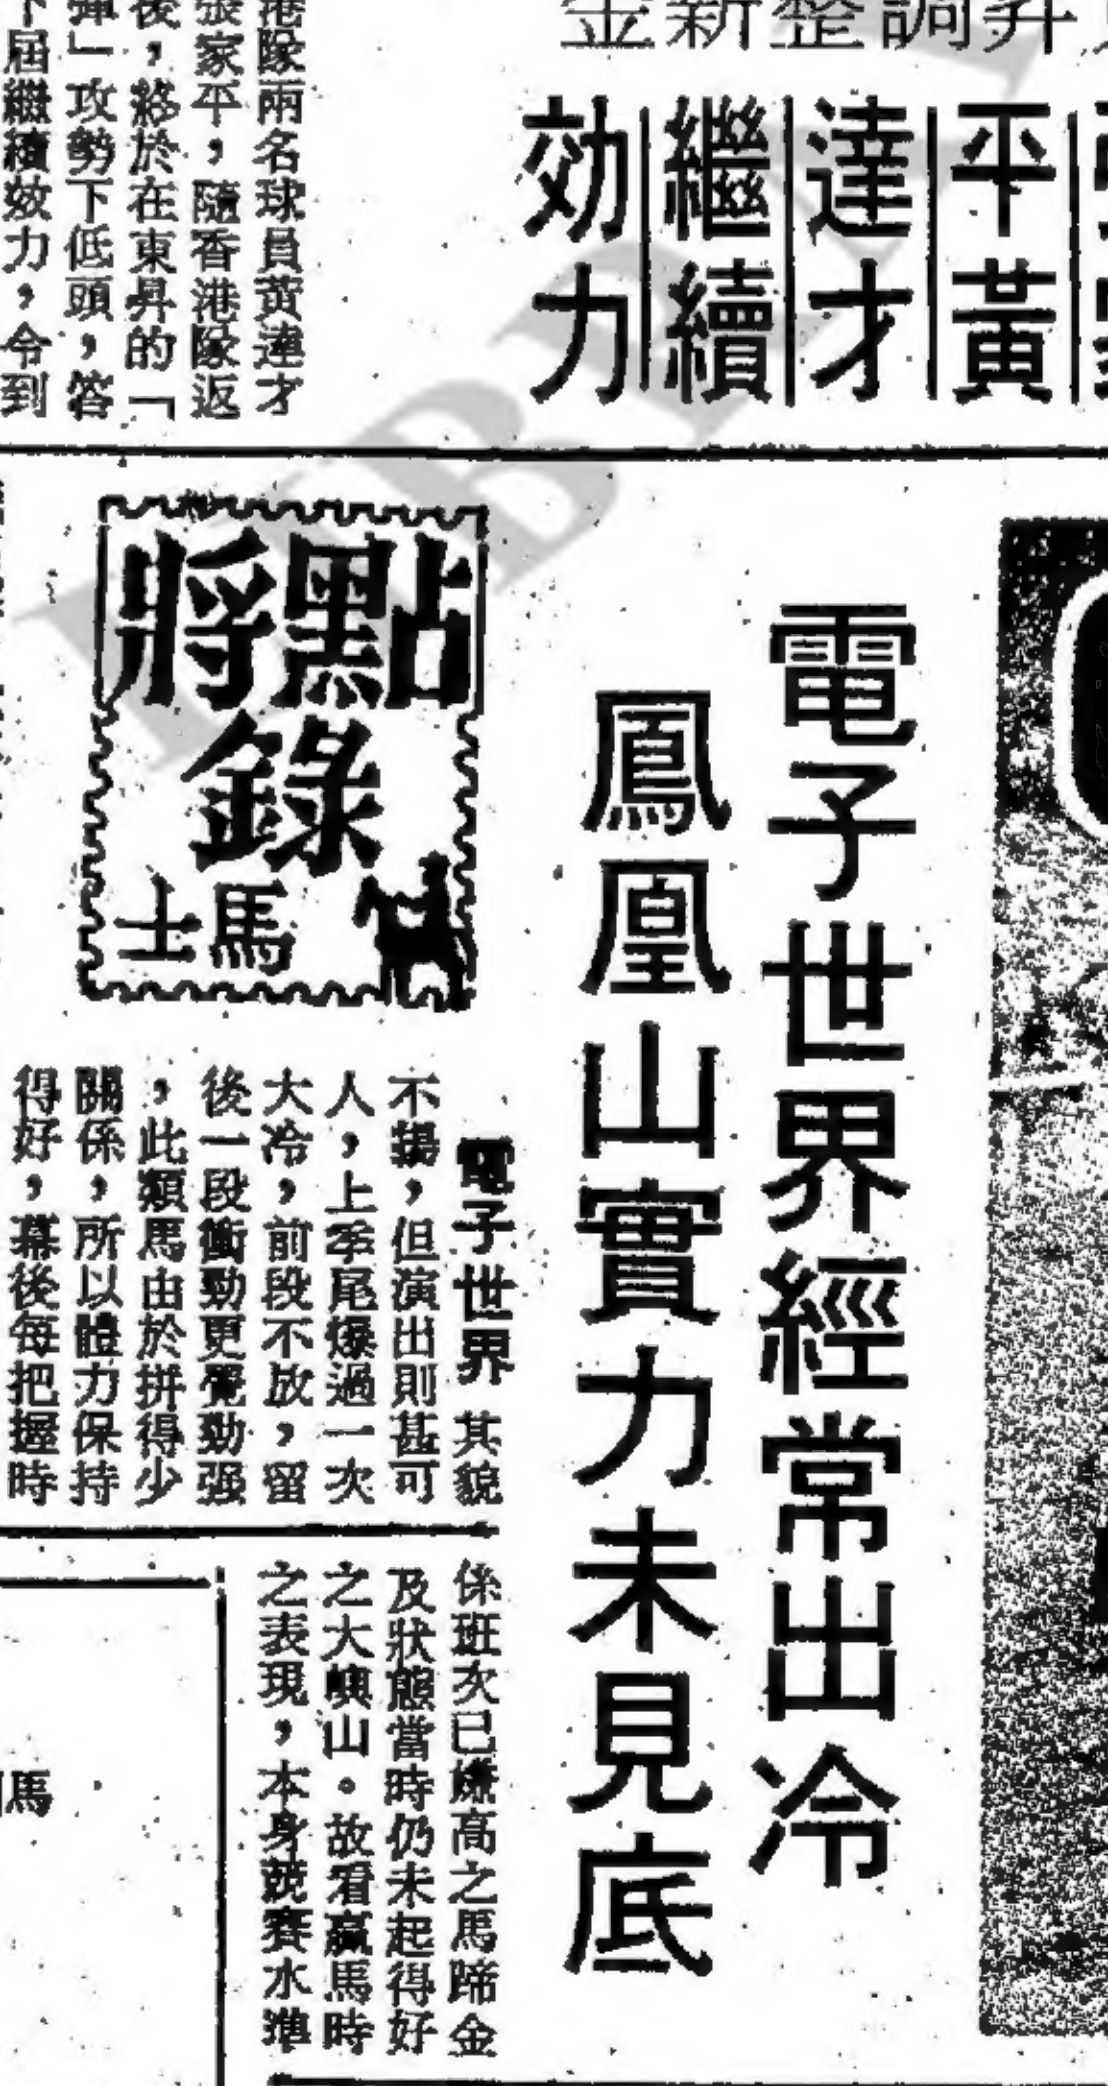 金新整調昇
平黃
達才
繼續
効力
港隊兩名球員黃達才
張家平，隨香港隊返
後，終於在東昇的「
彈」攻勢下低頭，答
下屆繼續效力，令到
電子世界經常出冷
鳳凰山實力未見底
點將
錄
馬士
電子世界其貌
不揚，但演出則甚可
人，上季尾爆過一次
大冷，前段不放，留
後一段衝勁更覺勁强
，此類馬由於拼得少
關係，所以體力保持
得好，幕後每把握時
係班次已嫌高之馬蹄金
及狀態當時仍未起得好
之大嶼山。故看贏馬時
之表現，本身競賽水準
馬